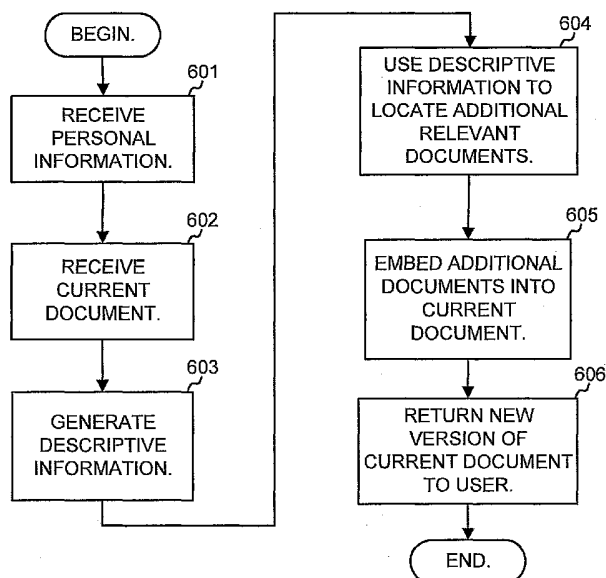 BEGIN.
601
RECEIVE
PERSONAL
INFORMATION.
602
RECEIVE
CURRENT
DOCUMENT.
603
GENERATE
DESCRIPTIVE
INFORMATION.
604
USE DESCRIPTIVE
INFORMATION TO
LOCATE ADDITIONAL
RELEVANT
DOCUMENTS.
605
EMBED ADDITIONAL
DOCUMENTS INTO
CURRENT
DOCUMENT.
606
RETURN NEW
VERSION OF
CURRENT DOCUMENT
TO USER.
END.